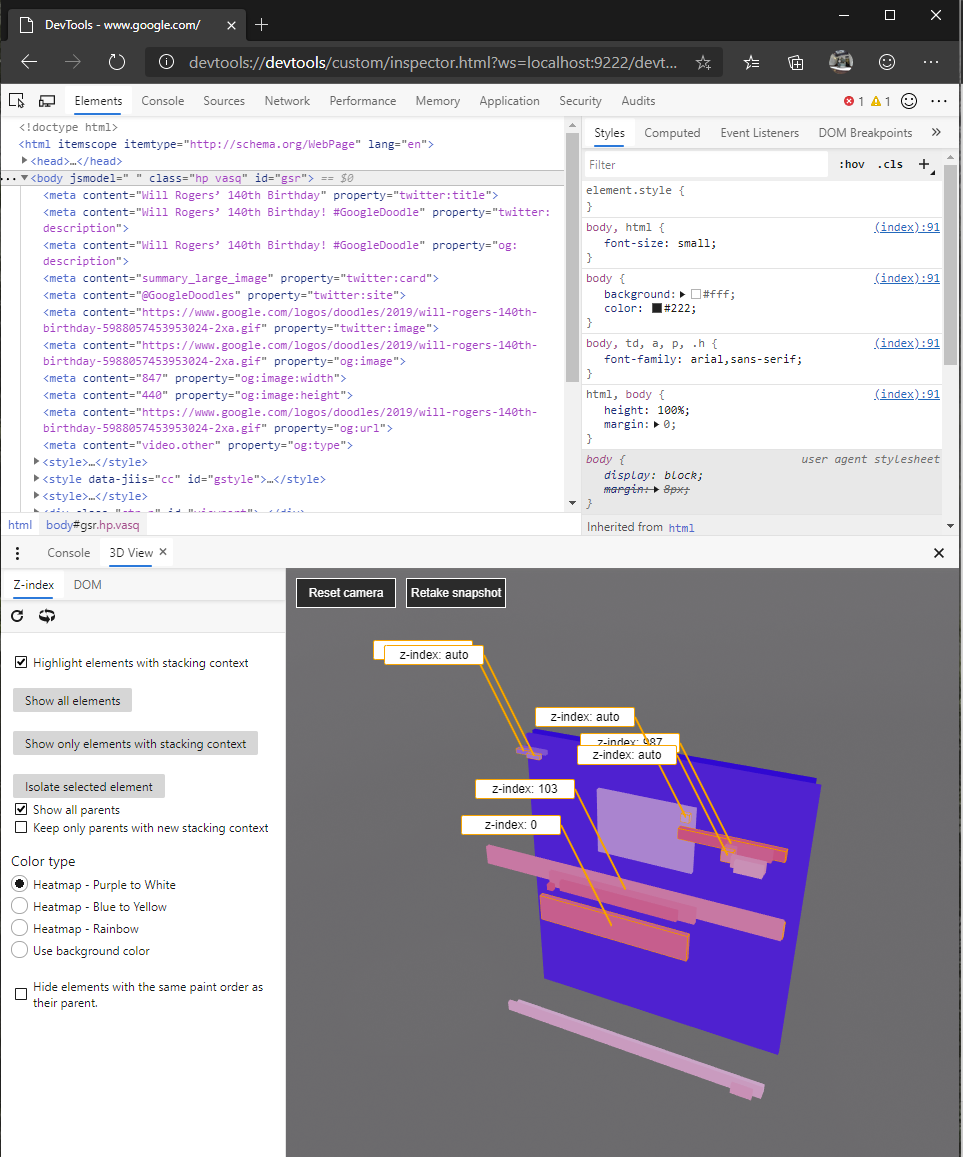 DevTools - www.google.com/
devtools://devtools/custom/inspector.html?ws=localhost:9222/devt...
Elements Console Sources Network Performance Memory Application Security Audits 1 1
<!doctype html>
<html itemscope itemtype="http://schema.org/WebPage" lang="en">
<head>…</head>
<body jsmodel=" " class="hp vasq" id="gsr"> == $0
<meta content="Will Rogers’ 140th Birthday" property="twitter:title">
<meta content="Will Rogers’ 140th Birthday! #GoogleDoodle" property="twitter:
description">
<meta content="Will Rogers’ 140th Birthday! #GoogleDoodle" property="og:
description">
<meta content="summary_large_image" property="twitter:card">
<meta content="@GoogleDoodles" property="twitter:site">
<meta content="https://www.google.com/logos/doodles/2019/will-rogers-140th-
birthday-5988057453953024-2xa.gif" property="twitter:image">
<meta content="https://www.google.com/logos/doodles/2019/will-rogers-140th-
birthday-5988057453953024-2xa.gif" property="og:image">
<meta content="847" property="og:image:width">
<meta content="440" property="og:image:height">
<meta content="https://www.google.com/logos/doodles/2019/will-rogers-140th-
birthday-5988057453953024-2xa.gif" property="og:url">
<meta content="video.other" property="og:type">
<style>…</style>
<style data-jiis="cc" id="gstyle">…</style>
<style>…</style>
html body#gsr.hp.vasq
Styles Computed Event Listeners DOM Breakpoints »
Filter :hov .cls +
element.style {
}
body, html { (index):91
font-size: small;
}
body { (index):91
background: #fff;
color: #222;
}
body, td, a, p, .h { (index):91
font-family: arial,sans-serif;
}
html, body { (index):91
height: 100%;
margin: 0;
}
body { user agent stylesheet
display: block;
margin: 8px;
}
Inherited from html
Console 3D View
Z-index DOM
Highlight elements with stacking context
Show all elements
Show only elements with stacking context
Isolate selected element
Show all parents
Keep only parents with new stacking context
Color type
Heatmap - Purple to White
Heatmap - Blue to Yellow
Heatmap - Rainbow
Use background color
Hide elements with the same paint order as
their parent.
Reset camera Retake snapshot
z-index: auto
z-index: auto
z-index: 987
z-index: auto
z-index: 103
z-index: 0